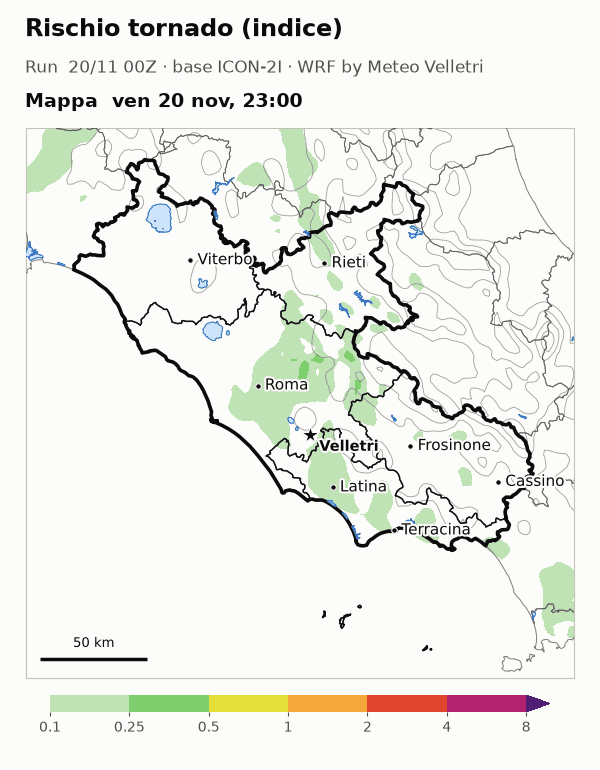 Rischio tornado (indice)
Run  20/11 00Z · base ICON-2I · WRF by Meteo Velletri
Mappa  ven 20 nov, 23:00
Viterbo
Rieti
Roma
Velletri
Frosinone
Latina
Cassino
Terracina
50 km
0.1 0.25 0.5 1 2 4 8